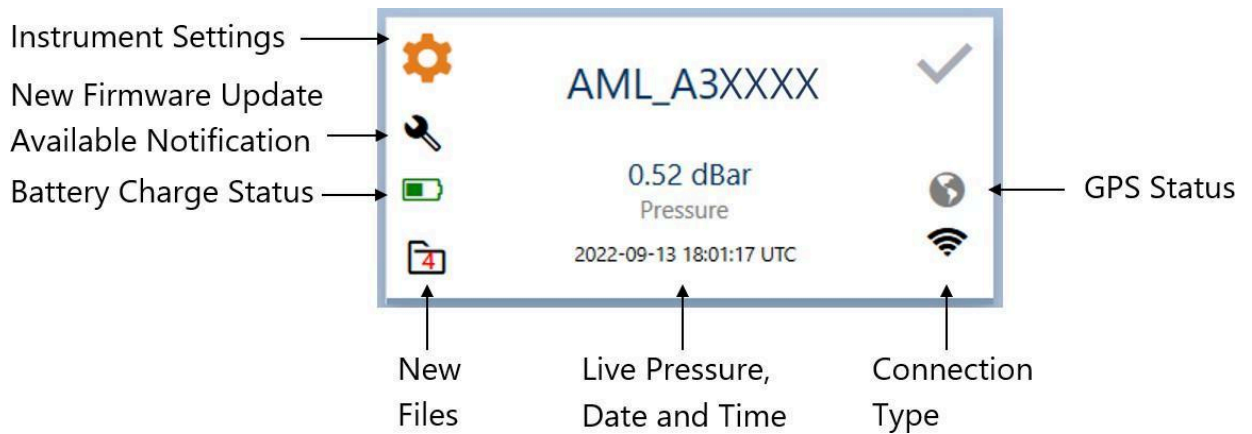 Instrument Settings
New Firmware Update
Available Notification
Battery Charge Status
AML_A3XXXX
0.52 dBar
Pressure
2022-09-13 18:01:17 UTC
4
GPS Status
New
Files
Live Pressure,
Date and Time
Connection
Type